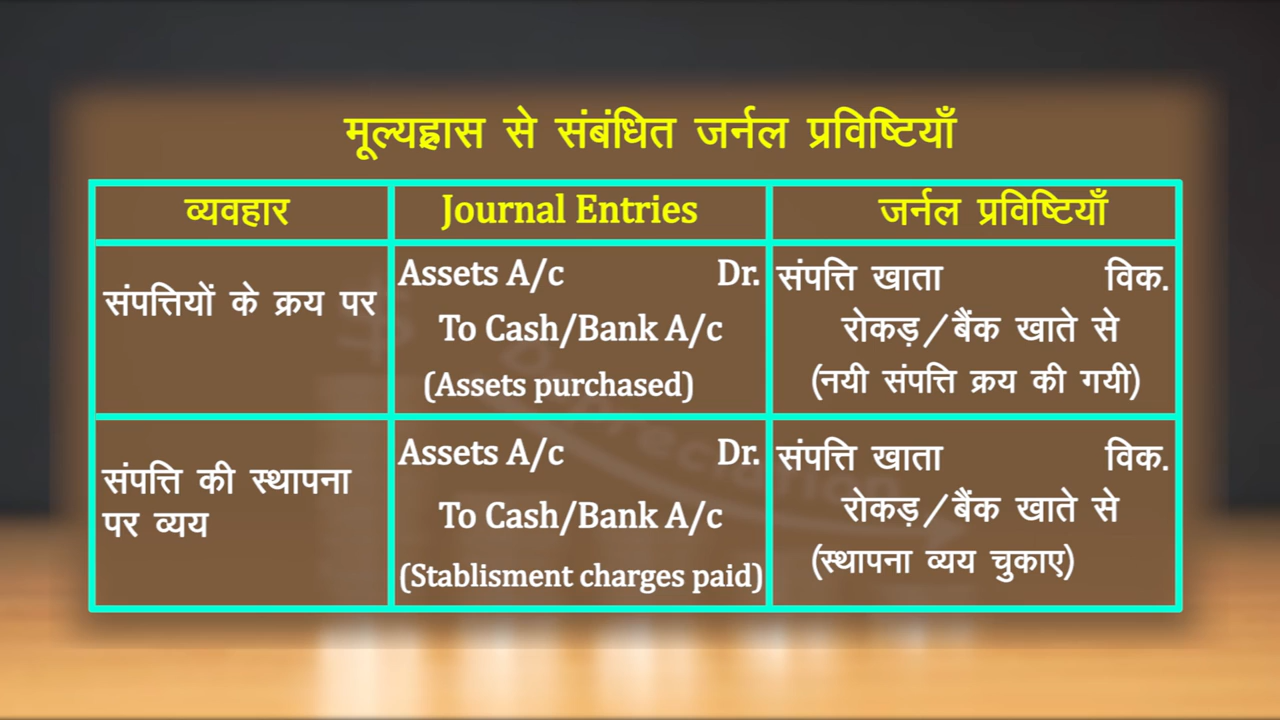 मूल्यह्रास से संबंधित जर्नल प्रविष्टियाँ
व्यवहार
Journal Entries
जर्नल प्रविष्टियाँ
संपत्तियों के क्रय पर
Assets A/c Dr.
To Cash/Bank A/c
(Assets purchased)
संपत्ति खाता विक.
रोकड़/बैंक खाते से
(नयी संपत्ति क्रय की गयी)
संपत्ति की स्थापना
पर व्यय
Assets A/c Dr.
To Cash/Bank A/c
(Stablisment charges paid)
संपत्ति खाता विक.
रोकड़/बैंक खाते से
(स्थापना व्यय चुकाए)
Depreciation